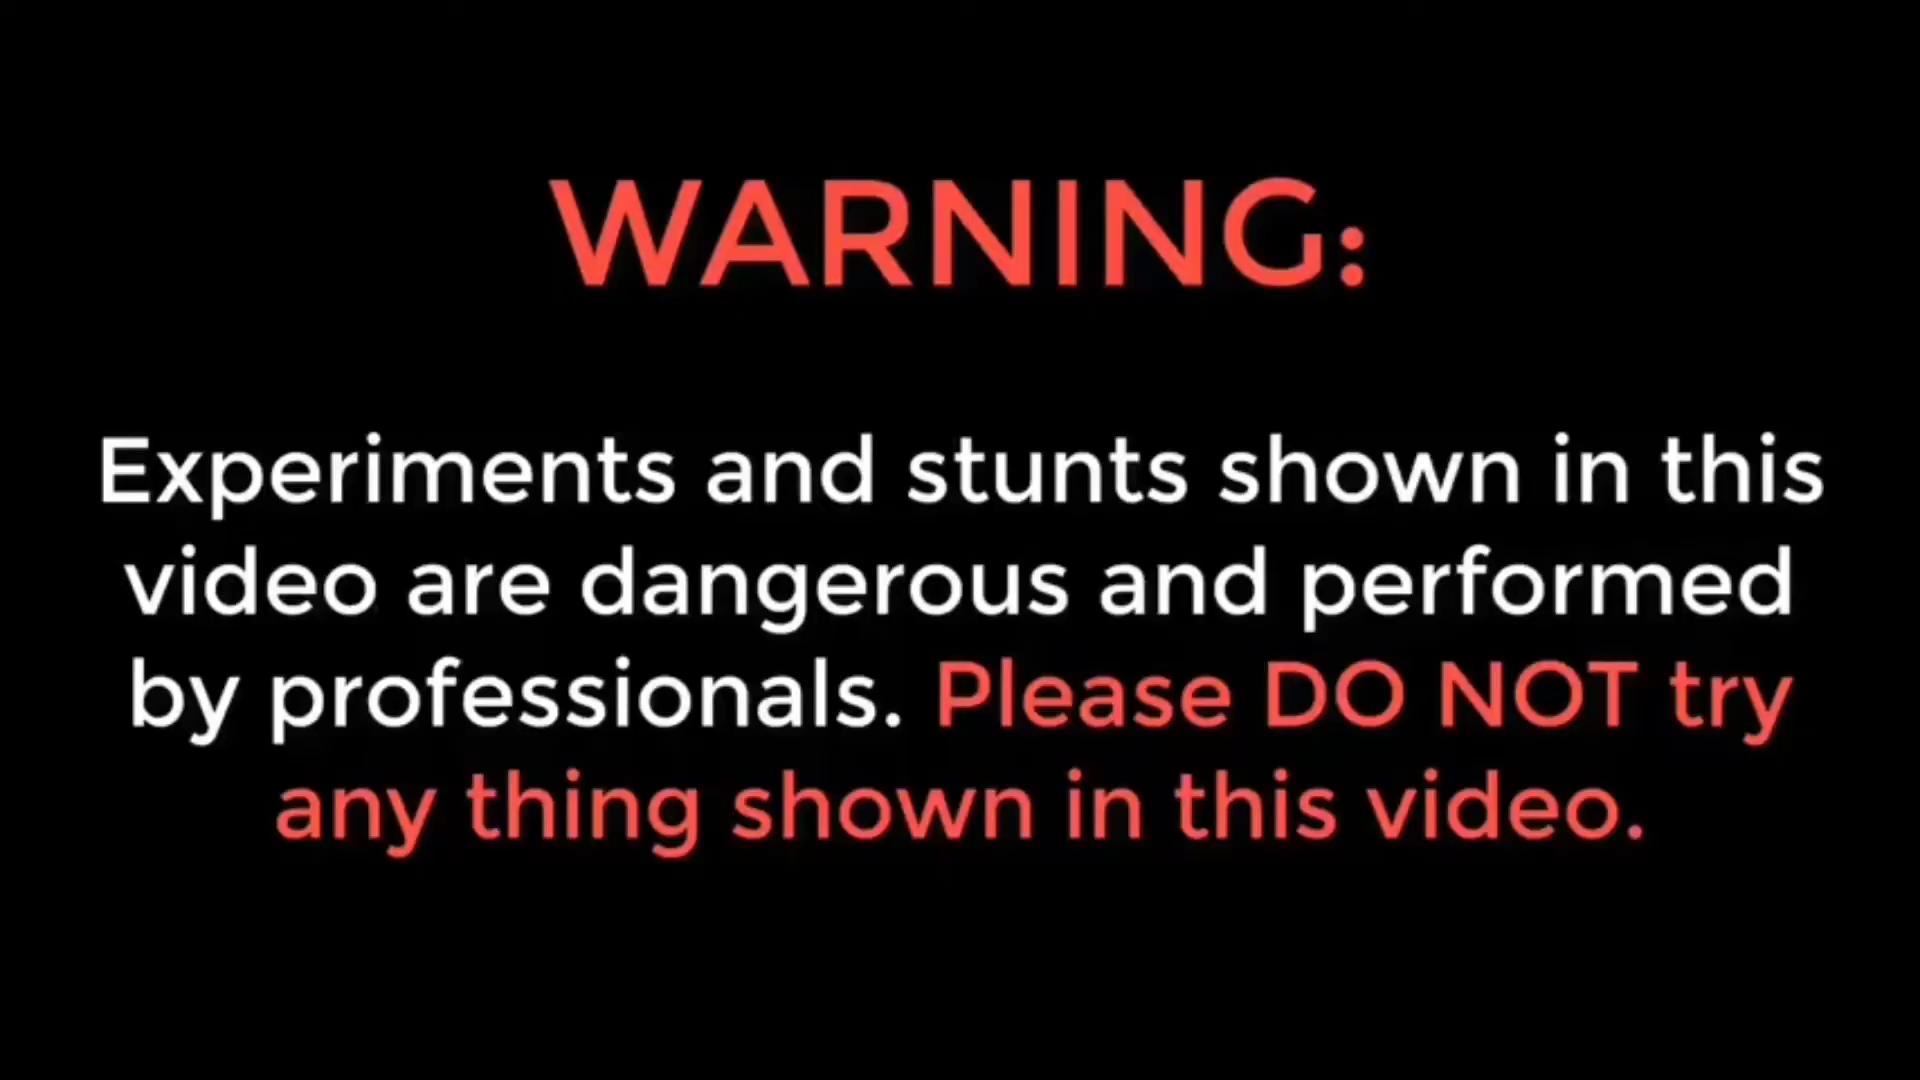 WARNING:
Experiments and stunts shown in this
video are dangerous and performed
by professionals. Please DO NOT try
any thing shown in this video.